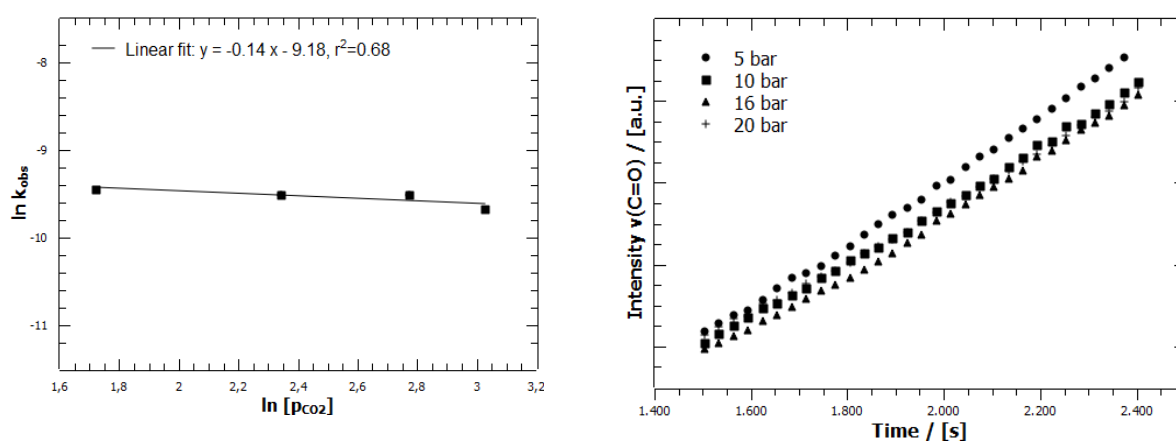 Linear fit: y = -0.14 x - 9.18, r²=0.68
-8
-9
-10
-11
ln kobs
1,6 1,8 2 2,2 2,4 2,6 2,8 3 3,2
ln [pCO2]
5 bar
10 bar
16 bar
20 bar
Intensity ν(C=O) / [a.u.]
1.400 1.600 1.800 2.000 2.200 2.400
Time / [s]